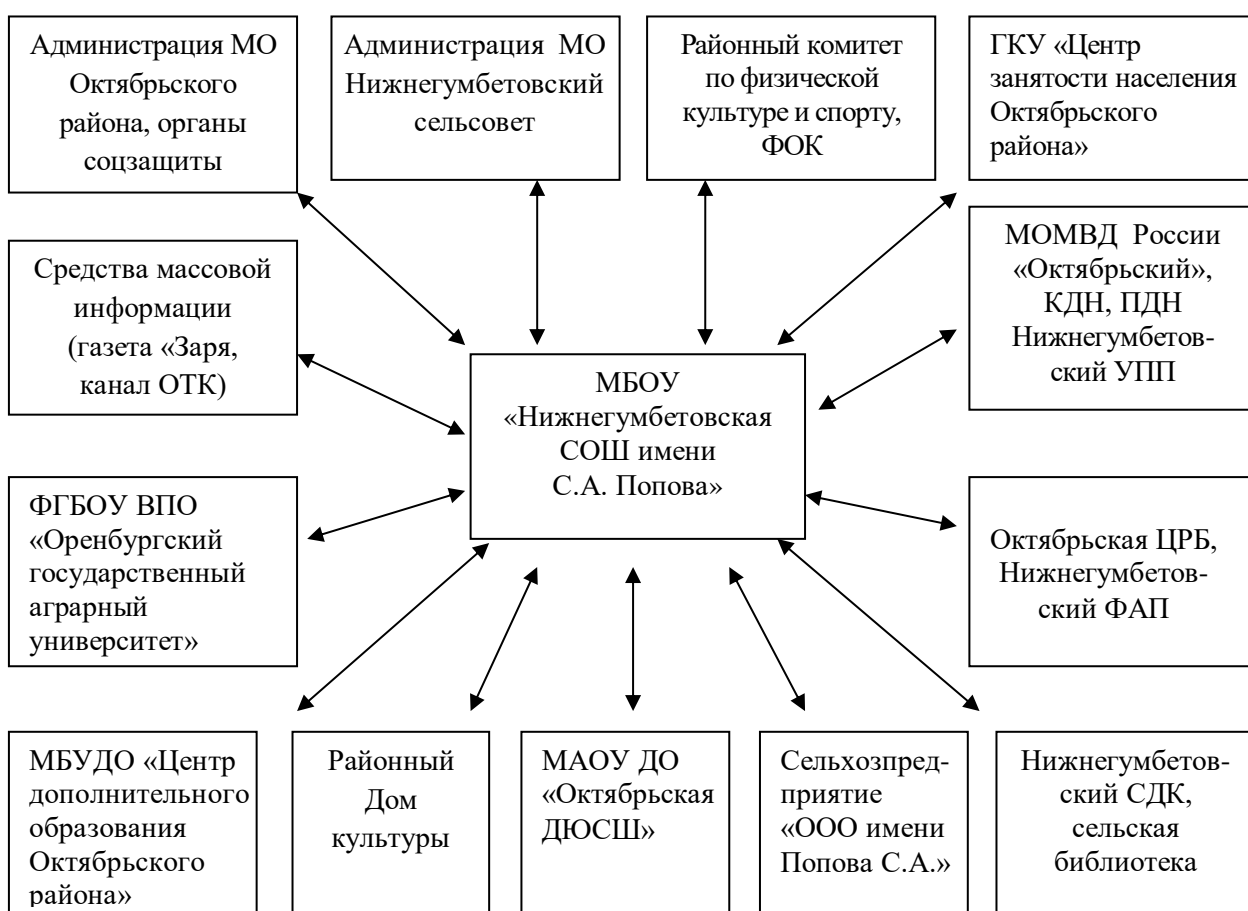 Администрация МО
Октябрьского
района, органы
соцзащиты
Администрация МО
Нижнегумбетовский
сельсовет
Районный комитет
по физической
культуре и спорту,
ФОК
ГКУ «Центр
занятости населения
Октябрьского
района»
Средства массовой
информации
(газета «Заря,
канал ОТК)
МОМВД России
«Октябрьский»,
КДН, ПДН
Нижнегумбетов-
ский УПП
МБОУ
«Нижнегумбетовская
СОШ имени
С.А. Попова»
ФГБОУ ВПО
«Оренбургский
государственный
аграрный
университет»
Октябрьская ЦРБ,
Нижнегумбетов-
ский ФАП
МБУДО «Центр
дополнительного
образования
Октябрьского
района»
Районный
Дом
культуры
МАОУ ДО
«Октябрьская
ДЮСШ»
Сельхозпред-
приятие
«ООО имени
Попова С.А.»
Нижнегумбетов-
ский СДК,
сельская
библиотека